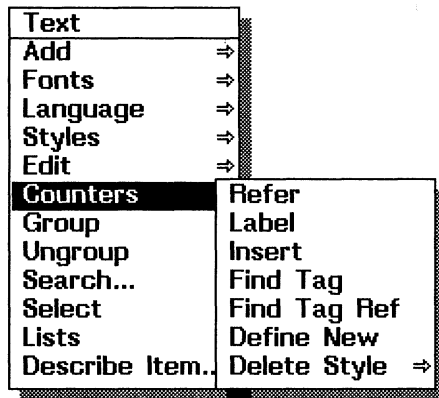 Text
Add ⇒
Fonts ⇒
Language ⇒
Styles ⇒
Edit ⇒
Counters
Group
Ungroup
Search...
Select
Lists
Describe Item..
Refer
Label
Insert
Find Tag
Find Tag Ref
Define New
Delete Style ⇒